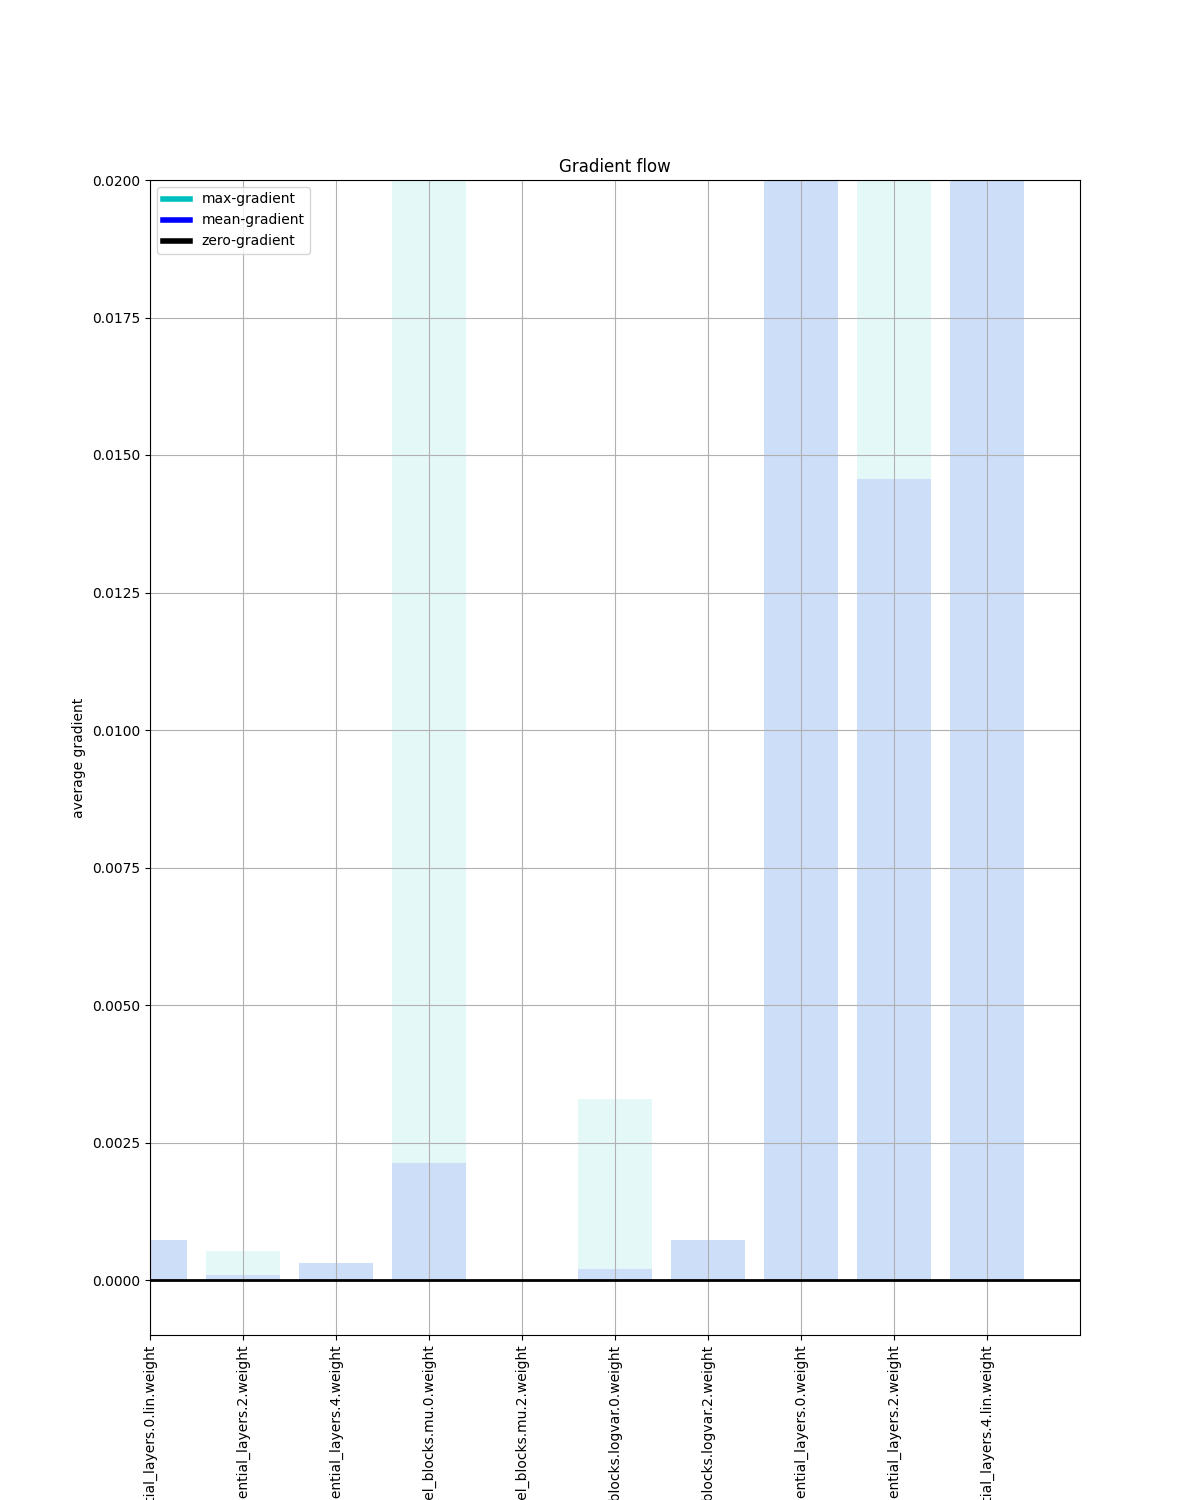 Gradient flow
max-gradient
mean-gradient
zero-gradient
0.0200
0.0175
0.0150
0.0125
0.0100
0.0075
0.0050
0.0025
0.0000
average gradient
tial_layers.0.lin.weight
ential_layers.2.weight
ential_layers.4.weight
el_blocks.mu.0.weight
el_blocks.mu.2.weight
blocks.logvar.0.weight
blocks.logvar.2.weight
ential_layers.0.weight
ential_layers.2.weight
tial_layers.4.lin.weight